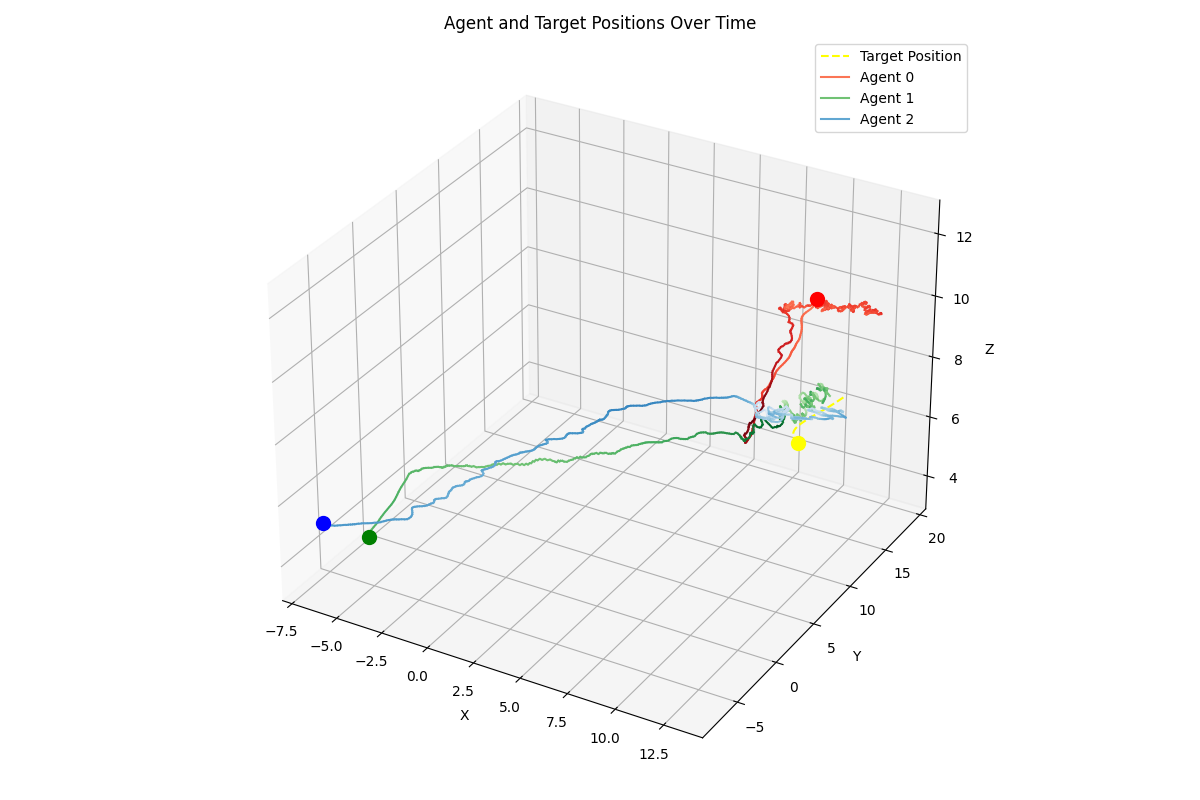 Agent and Target Positions Over Time
Target Position
Agent 0
Agent 1
Agent 2
12
10
Z
8
6
4
20
15
10
5
Y
0
−5
−7.5
−5.0
−2.5
0.0
2.5
X
5.0
7.5
10.0
12.5